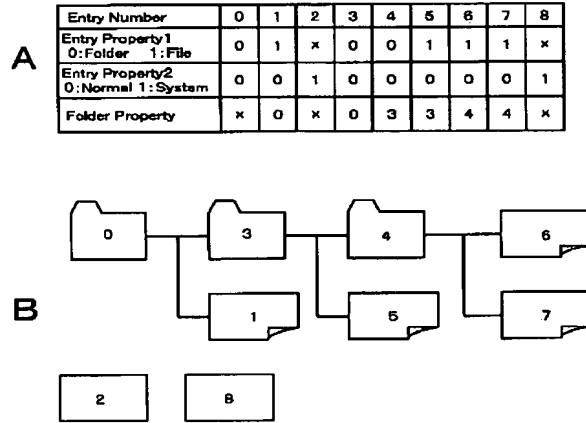 A
Entry Number 0 1 2 3 4 5 6 7 8
Entry Property1
0:Folder 1:File 0 1 × 0 0 1 1 1 ×
Entry Property2
0:Normal 1:System 0 0 1 0 0 0 0 0 1
Folder Property × 0 × 0 3 3 4 4 ×
B
0 3 4 6
1 5 7
2 8